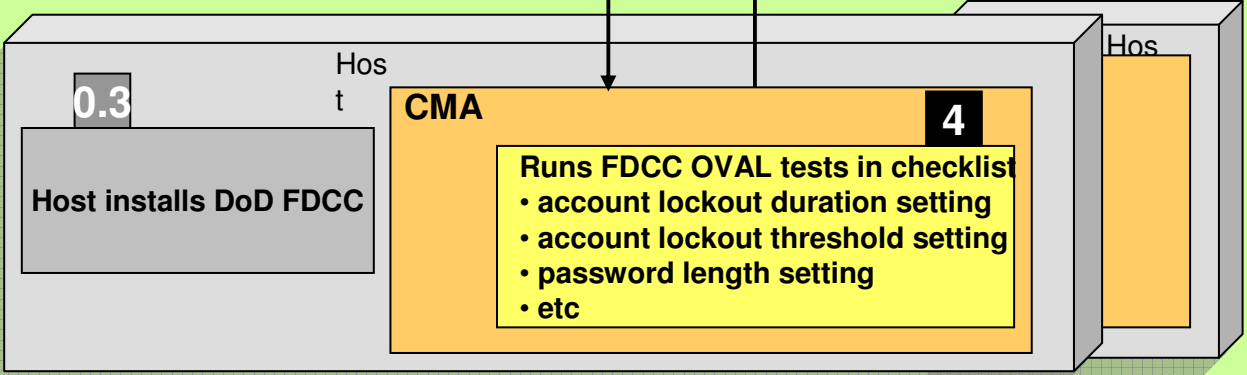 Hos
t
Hos
0.3
CMA
4
Host installs DoD FDCC
Runs FDCC OVAL tests in checklist
• account lockout duration setting
• account lockout threshold setting
• password length setting
• etc